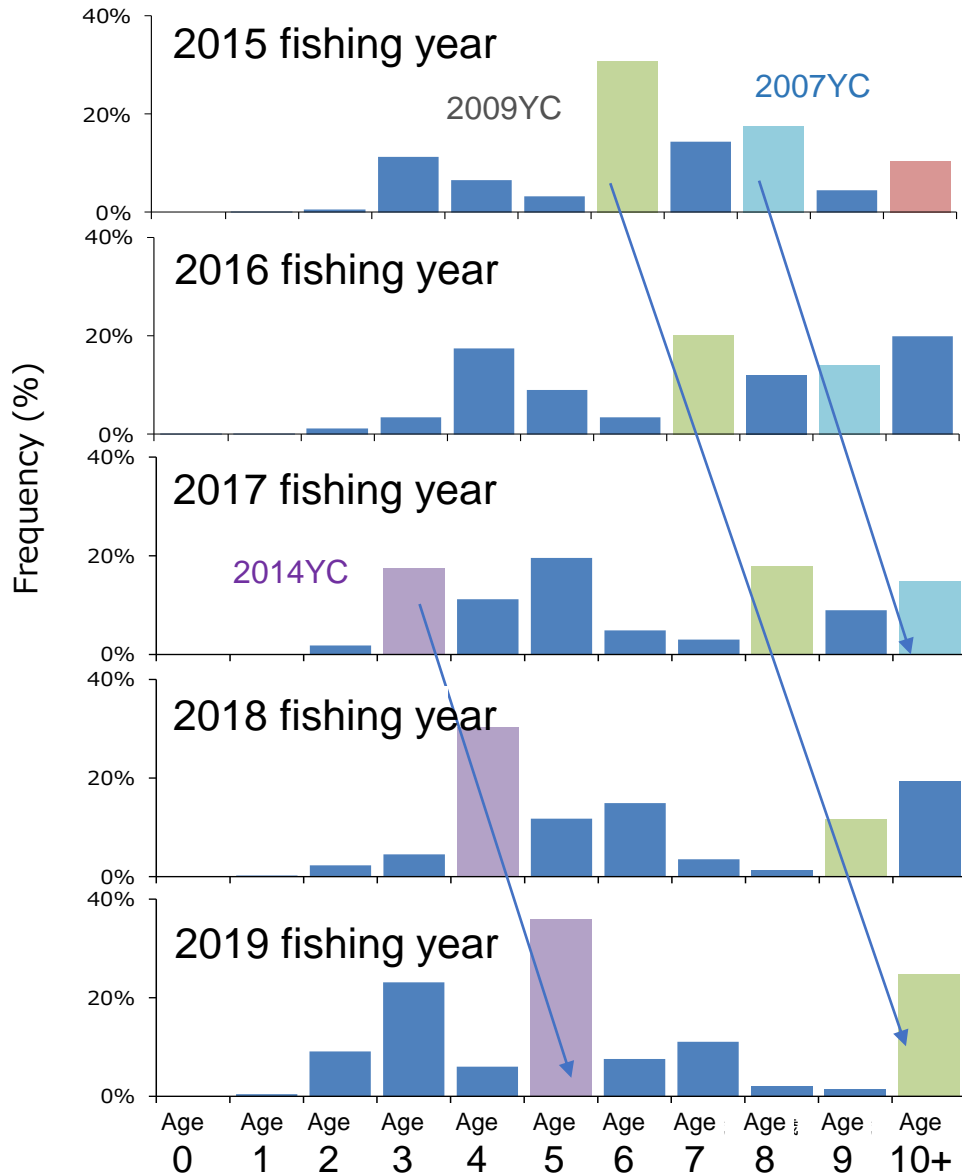 Frequency (%)
40%
2015 fishing year
2007YC
2009YC
20%
0%
40%
2016 fishing year
20%
0%
40%
2017 fishing year
20%
2014YC
0%
40%
2018 fishing year
20%
0%
40%
2019 fishing year
20%
0%
Age Age Age Age Age Age Age Age Age Age Age
0 1 2 3 4 5 6 7 8 9 10+